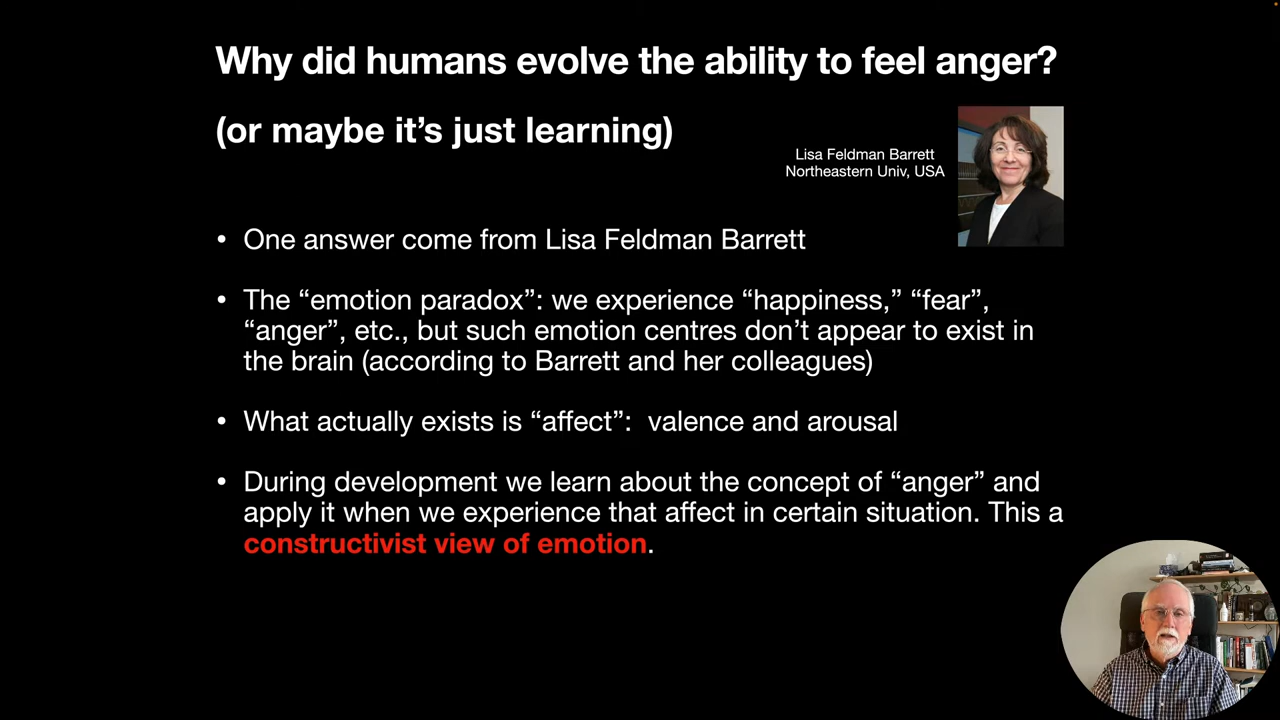 Why did humans evolve the ability to feel anger?
(or maybe it’s just learning)
Lisa Feldman Barrett
Northeastern Univ, USA
• One answer come from Lisa Feldman Barrett
• The “emotion paradox”: we experience “happiness,” “fear”,
“anger”, etc., but such emotion centres don’t appear to exist in
the brain (according to Barrett and her colleagues)
• What actually exists is “affect”:  valence and arousal
• During development we learn about the concept of “anger” and
apply it when we experience that affect in certain situation. This a
constructivist view of emotion.